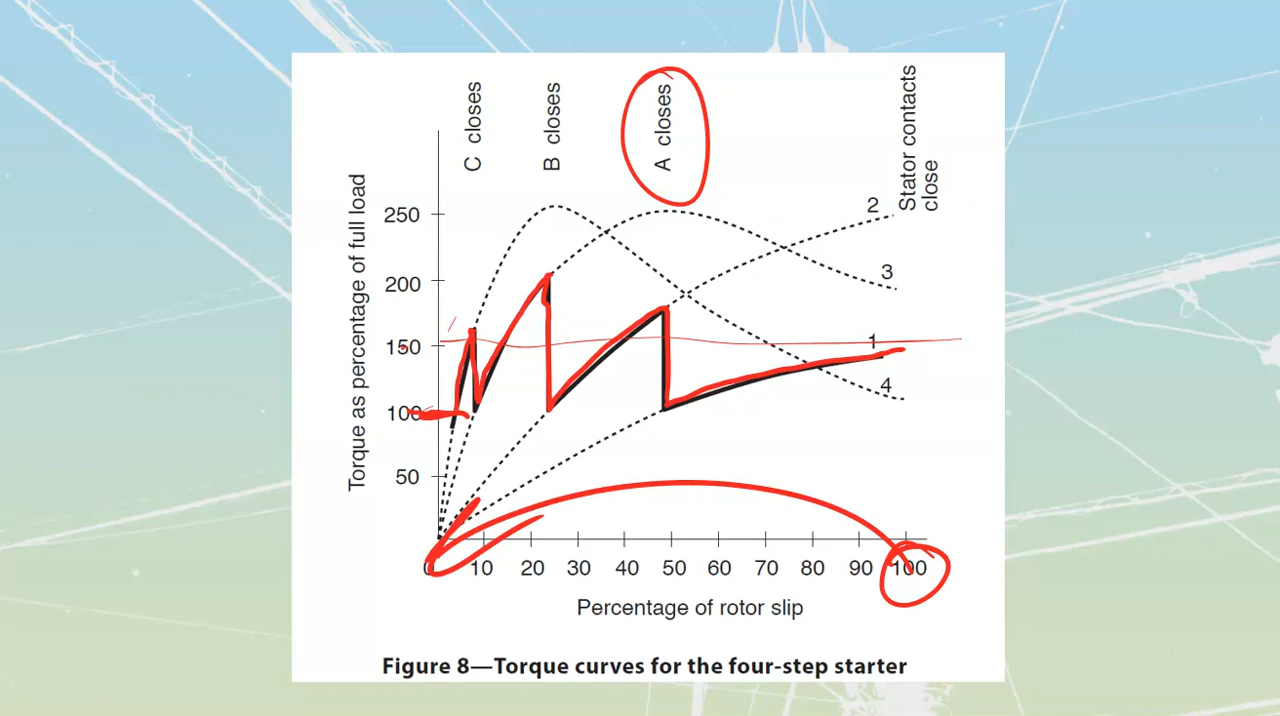 C closes
B closes
A closes
Stator contacts
close
Torque as percentage of full load
250
200
150
100
50
2
3
1
4
0
10
20
30
40
50
60
70
80
90
100
Percentage of rotor slip
Figure 8—Torque curves for the four-step starter